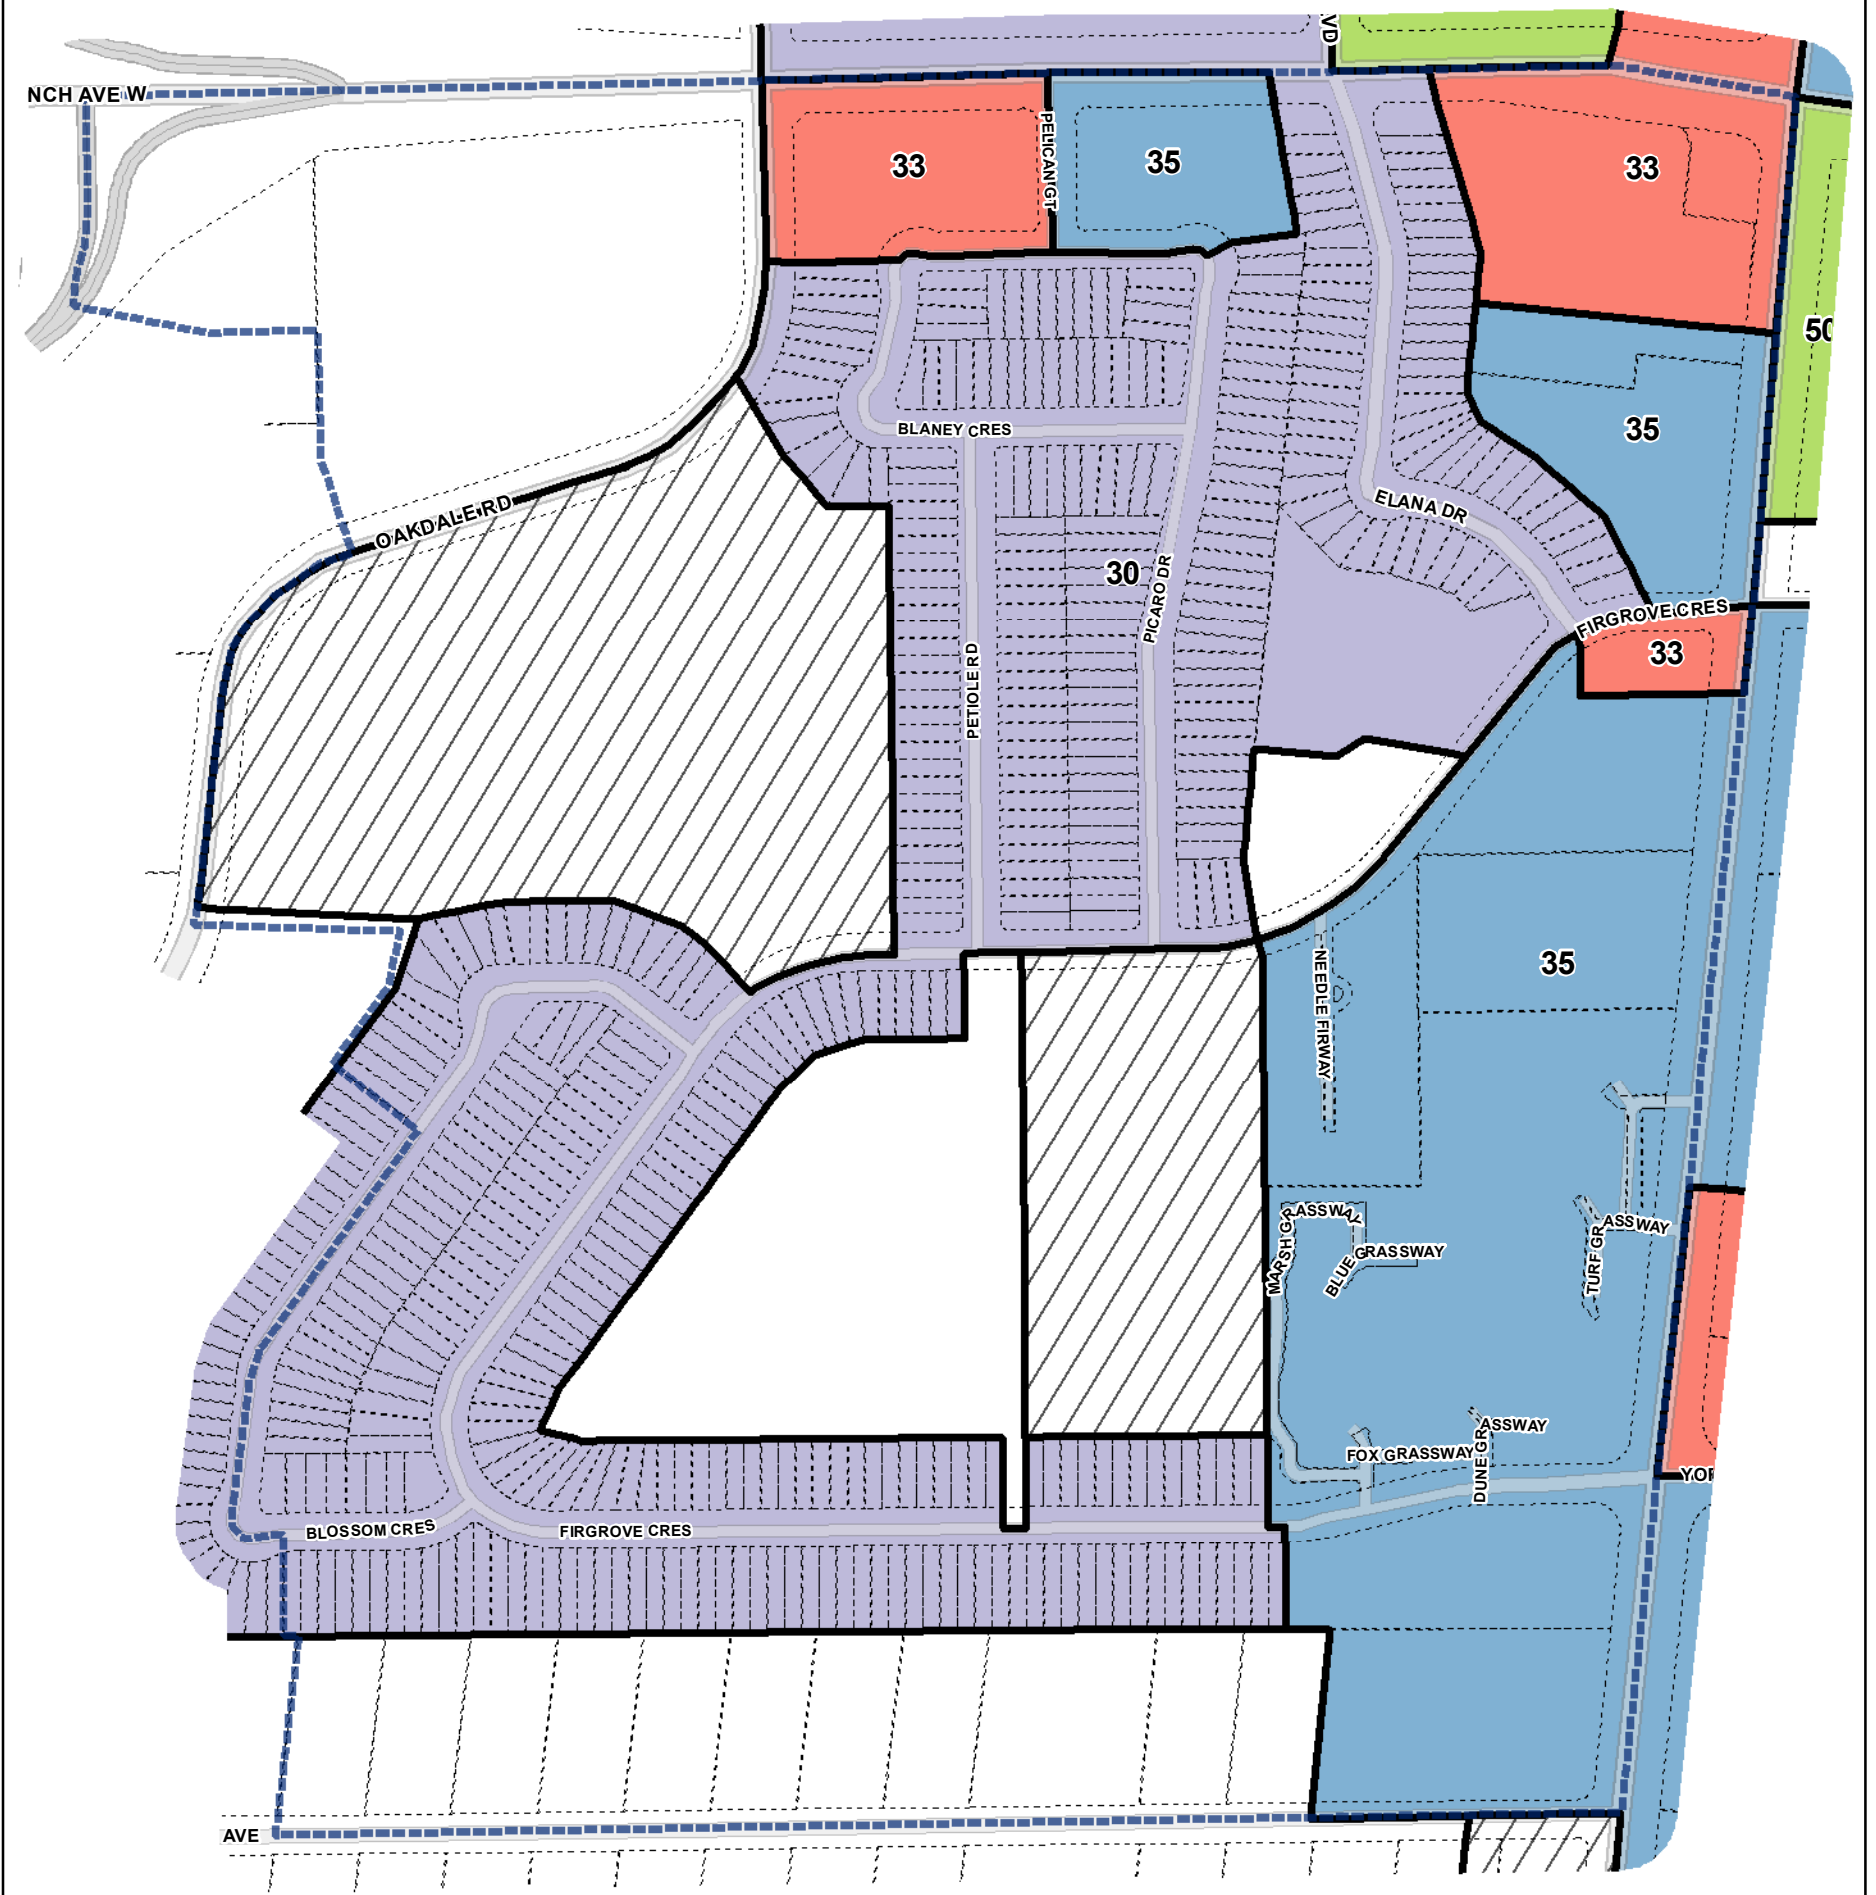 VD
NCH AVE W
PELICAN GT
33
35
33
50
BLANEY CRES
35
ELANA DR
OAKDALE RD
30
PICARO DR
FIRGROVE CRES
33
PETIOLE RD
35
NEEDLE FIRWAY
MARSH GRASSWAY
BLUE GRASSWAY
TURF GRASSWAY
DUNE GRASSWAY
FOX GRASSWAY
YOR
BLOSSOM CRES
FIRGROVE CRES
AVE